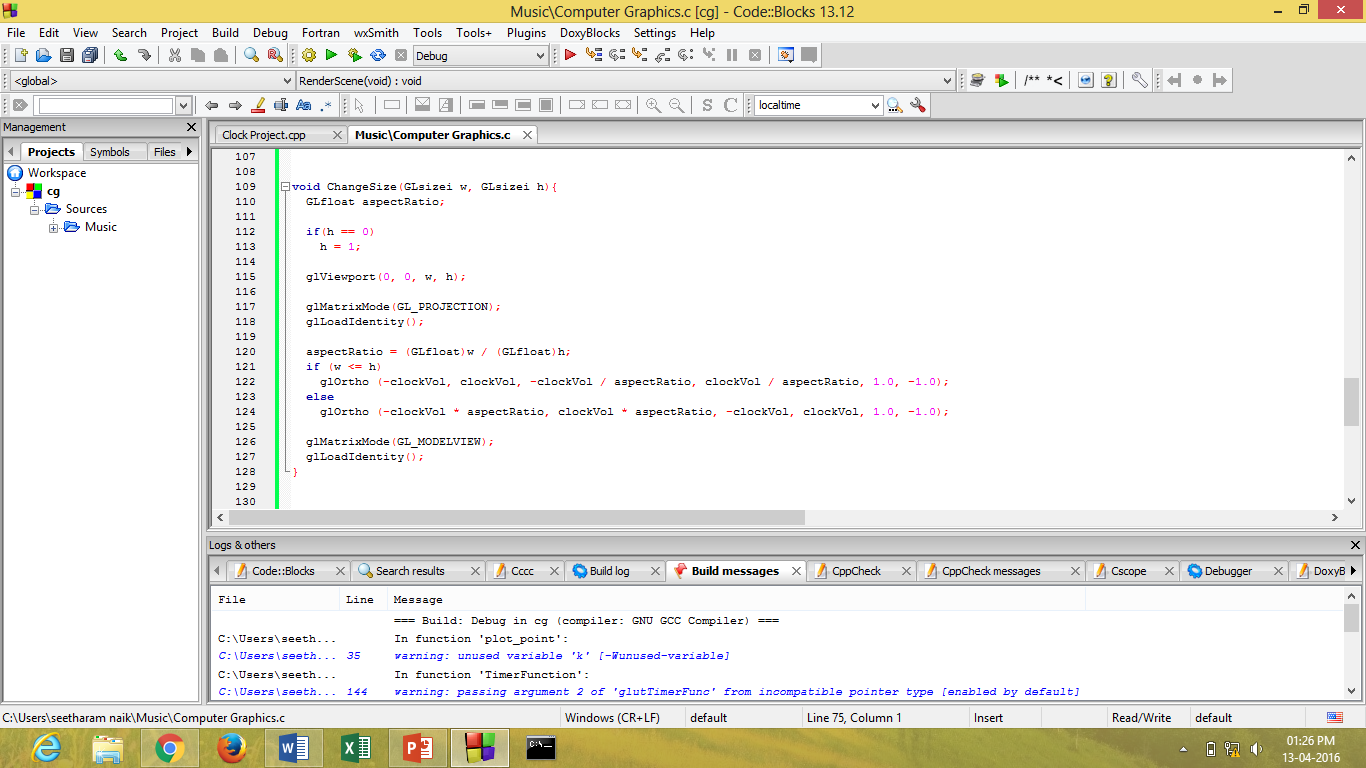 Music\Computer Graphics.c [cg] - Code::Blocks 13.12
File Edit View Search Project Build Debug Fortran wxSmith Tools Tools+ Plugins DoxyBlocks Settings Help
Debug
<global> RenderScene(void) : void /** *<
Aa .* S C localtime
Management
Projects Symbols Files
Workspace
cg
Sources
Music
Clock Project.cpp Music\Computer Graphics.c
107
108
109 void ChangeSize(GLsizei w, GLsizei h){
110 GLfloat aspectRatio;
111
112 if(h == 0)
113 h = 1;
114
115 glViewport(0, 0, w, h);
116
117 glMatrixMode(GL_PROJECTION);
118 glLoadIdentity();
119
120 aspectRatio = (GLfloat)w / (GLfloat)h;
121 if (w <= h)
122 glOrtho (-clockVol, clockVol, -clockVol / aspectRatio, clockVol / aspectRatio, 1.0, -1.0);
123 else
124 glOrtho (-clockVol * aspectRatio, clockVol * aspectRatio, -clockVol, clockVol, 1.0, -1.0);
125
126 glMatrixMode(GL_MODELVIEW);
127 glLoadIdentity();
128 }
129
130
Logs & others
Code::Blocks Search results Cccc Build log Build messages CppCheck CppCheck messages Cscope Debugger DoxyB
File Line Message
=== Build: Debug in cg (compiler: GNU GCC Compiler) ===
C:\Users\seeth... In function 'plot_point':
C:\Users\seeth... 35 warning: unused variable 'k' [-Wunused-variable]
C:\Users\seeth... In function 'TimerFunction':
C:\Users\seeth... 144 warning: passing argument 2 of 'glutTimerFunc' from incompatible pointer type [enabled by default]
C:\Users\seetharam naik\Music\Computer Graphics.c Windows (CR+LF) default Line 75, Column 1 Insert Read/Write default
01:26 PM
13-04-2016